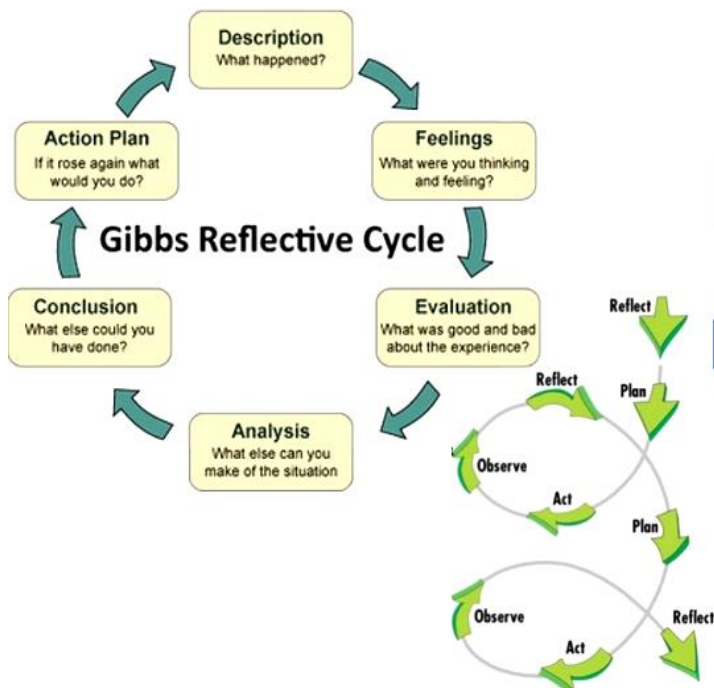 Description
What happened?
Feelings
What were you thinking
and feeling?
Evaluation
What was good and bad
about the experience?
Analysis
What else can you
make of the situation
Conclusion
What else could you
have done?
Action Plan
If it rose again what
would you do?
Gibbs Reflective Cycle
Reflect
Plan
Act
Observe
Reflect
Plan
Act
Observe
Reflect